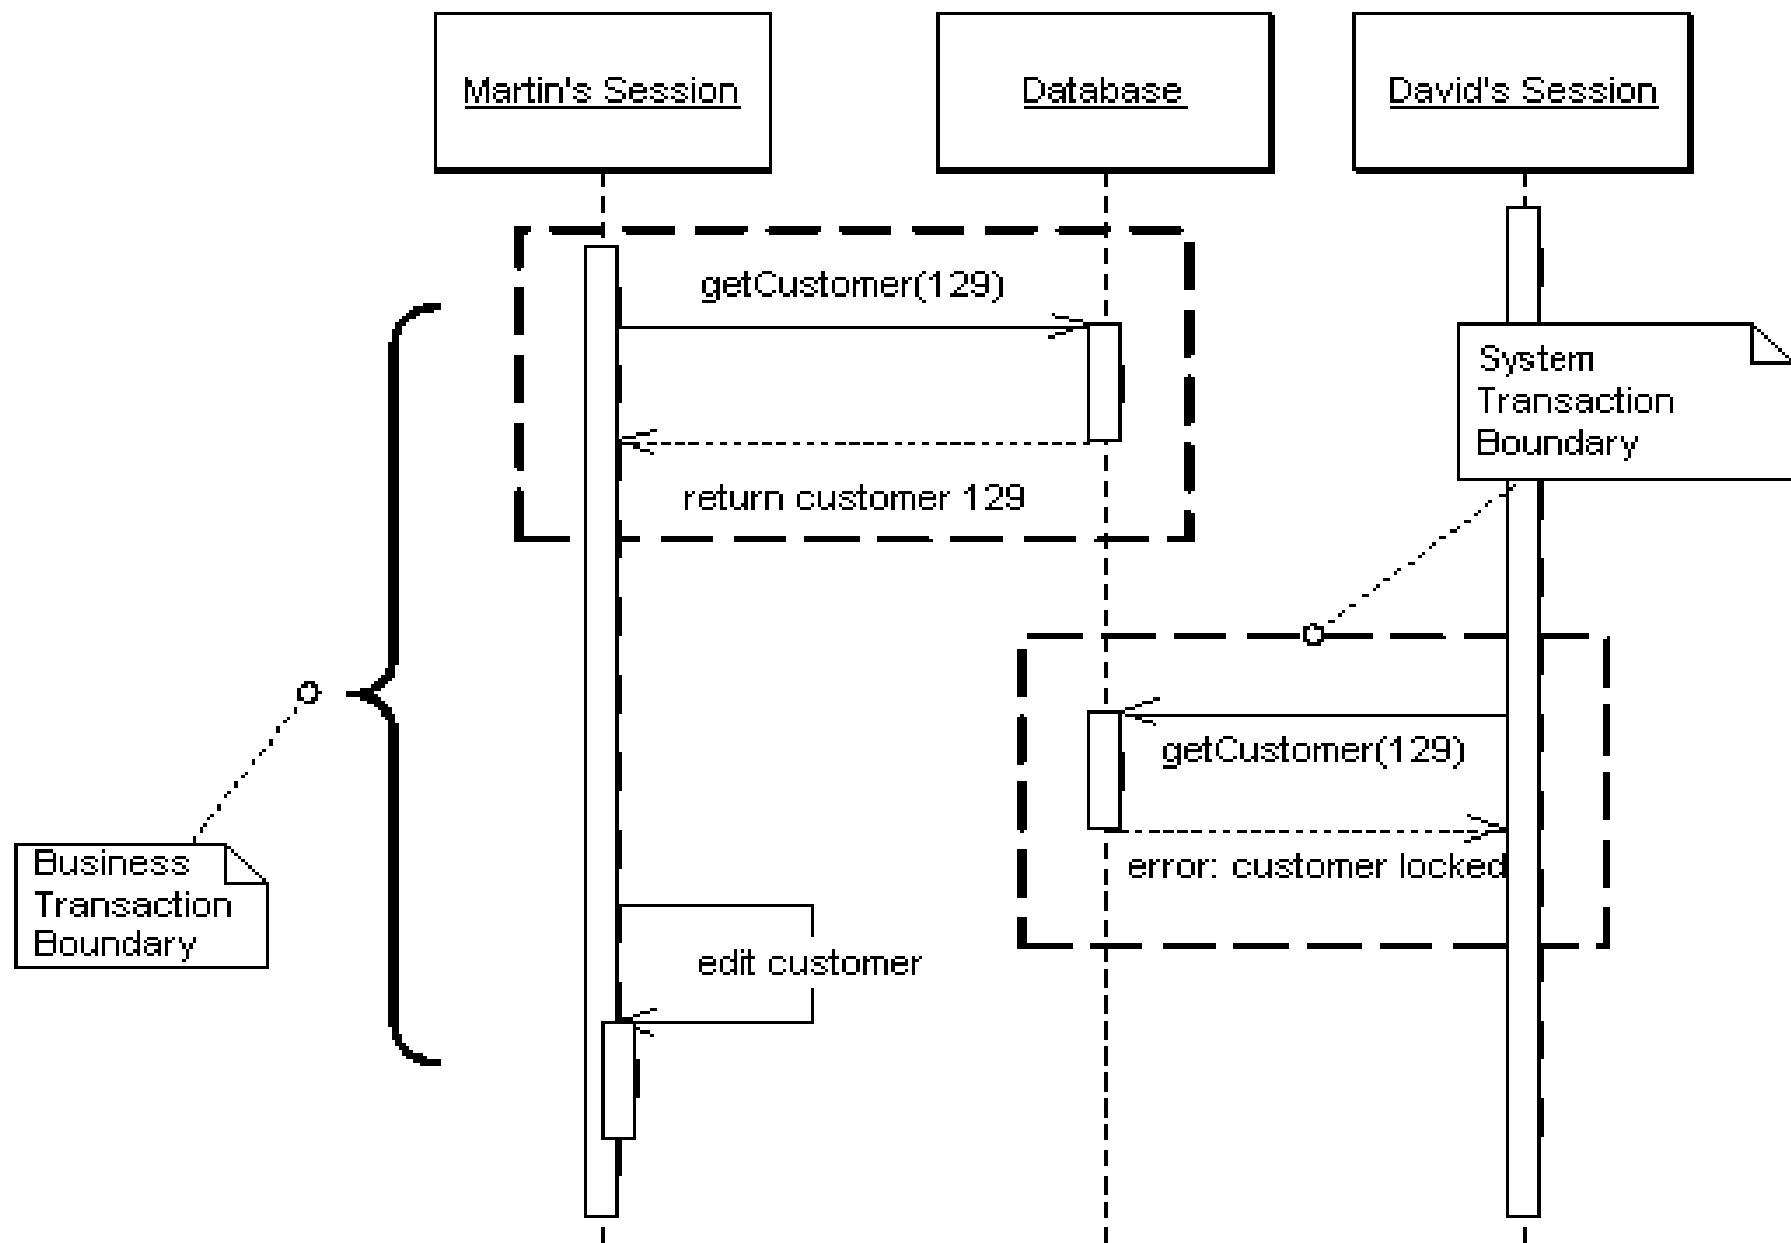 Martin's Session
Database
David's Session
getCustomer(129)
System
Transaction
Boundary
return customer 129
getCustomer(129)
error: customer locked
Business
Transaction
Boundary
edit customer